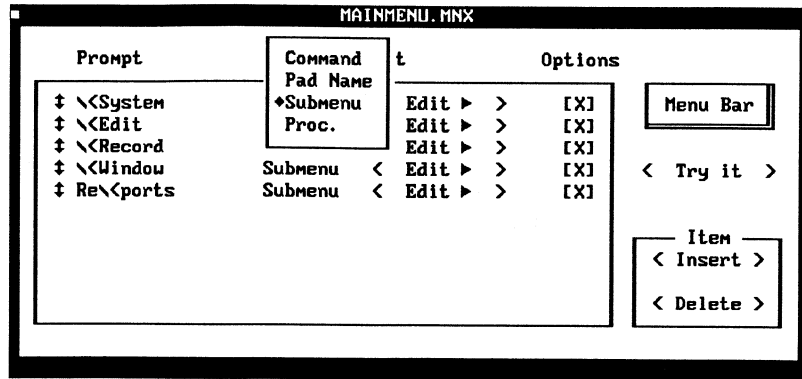 MAINMENU.MNX
Prompt Command t Options
Pad Name
↕ \<System ◆Submenu Edit ► > [X] Menu Bar
↕ \<Edit Proc. Edit ► > [X]
↕ \<Record Edit ► > [X]
↕ \<Window Submenu < Edit ► > [X] < Try it >
↕ Re\<ports Submenu < Edit ► > [X]
Item
< Insert >
< Delete >